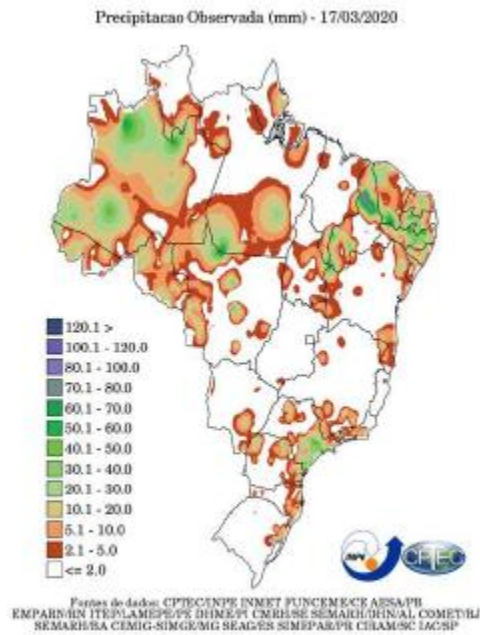 Precipitacao Observada (mm) - 17/03/2020
120.1 >
100.1 - 120.0
80.1 - 100.0
70.1 - 80.0
60.1 - 70.0
50.1 - 60.0
40.1 - 50.0
30.1 - 40.0
20.1 - 30.0
10.1 - 20.0
5.1 - 10.0
2.1 - 5.0
<= 2.0
INPE
CPTEC
Fontes de dados: CPTEC/INPE INMET FUNCEME/CE AESA/PB
EMPARN/RN ITEP/LAMEPE/PE DHME/PI CMRH/SE SEMARH/DHN/AL COMET/RJ
SEMARH/BA CEMIG-SIMGE/MG SEAG/ES SIMEPAR/PR CIRAM/SC IAC/SP